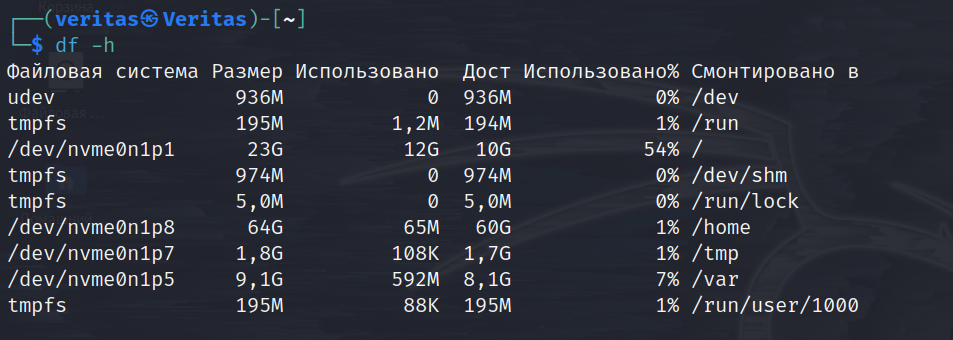 (veritas㉿Veritas)-[~]
$ df -h
Файловая система Размер Использовано Дост Использовано% Смонтировано в
udev 936M 0 936M 0% /dev
tmpfs 195M 1,2M 194M 1% /run
/dev/nvme0n1p1 23G 12G 10G 54% /
tmpfs 974M 0 974M 0% /dev/shm
tmpfs 5,0M 0 5,0M 0% /run/lock
/dev/nvme0n1p8 64G 65M 60G 1% /home
/dev/nvme0n1p7 1,8G 108K 1,7G 1% /tmp
/dev/nvme0n1p5 9,1G 592M 8,1G 7% /var
tmpfs 195M 88K 195M 1% /run/user/1000